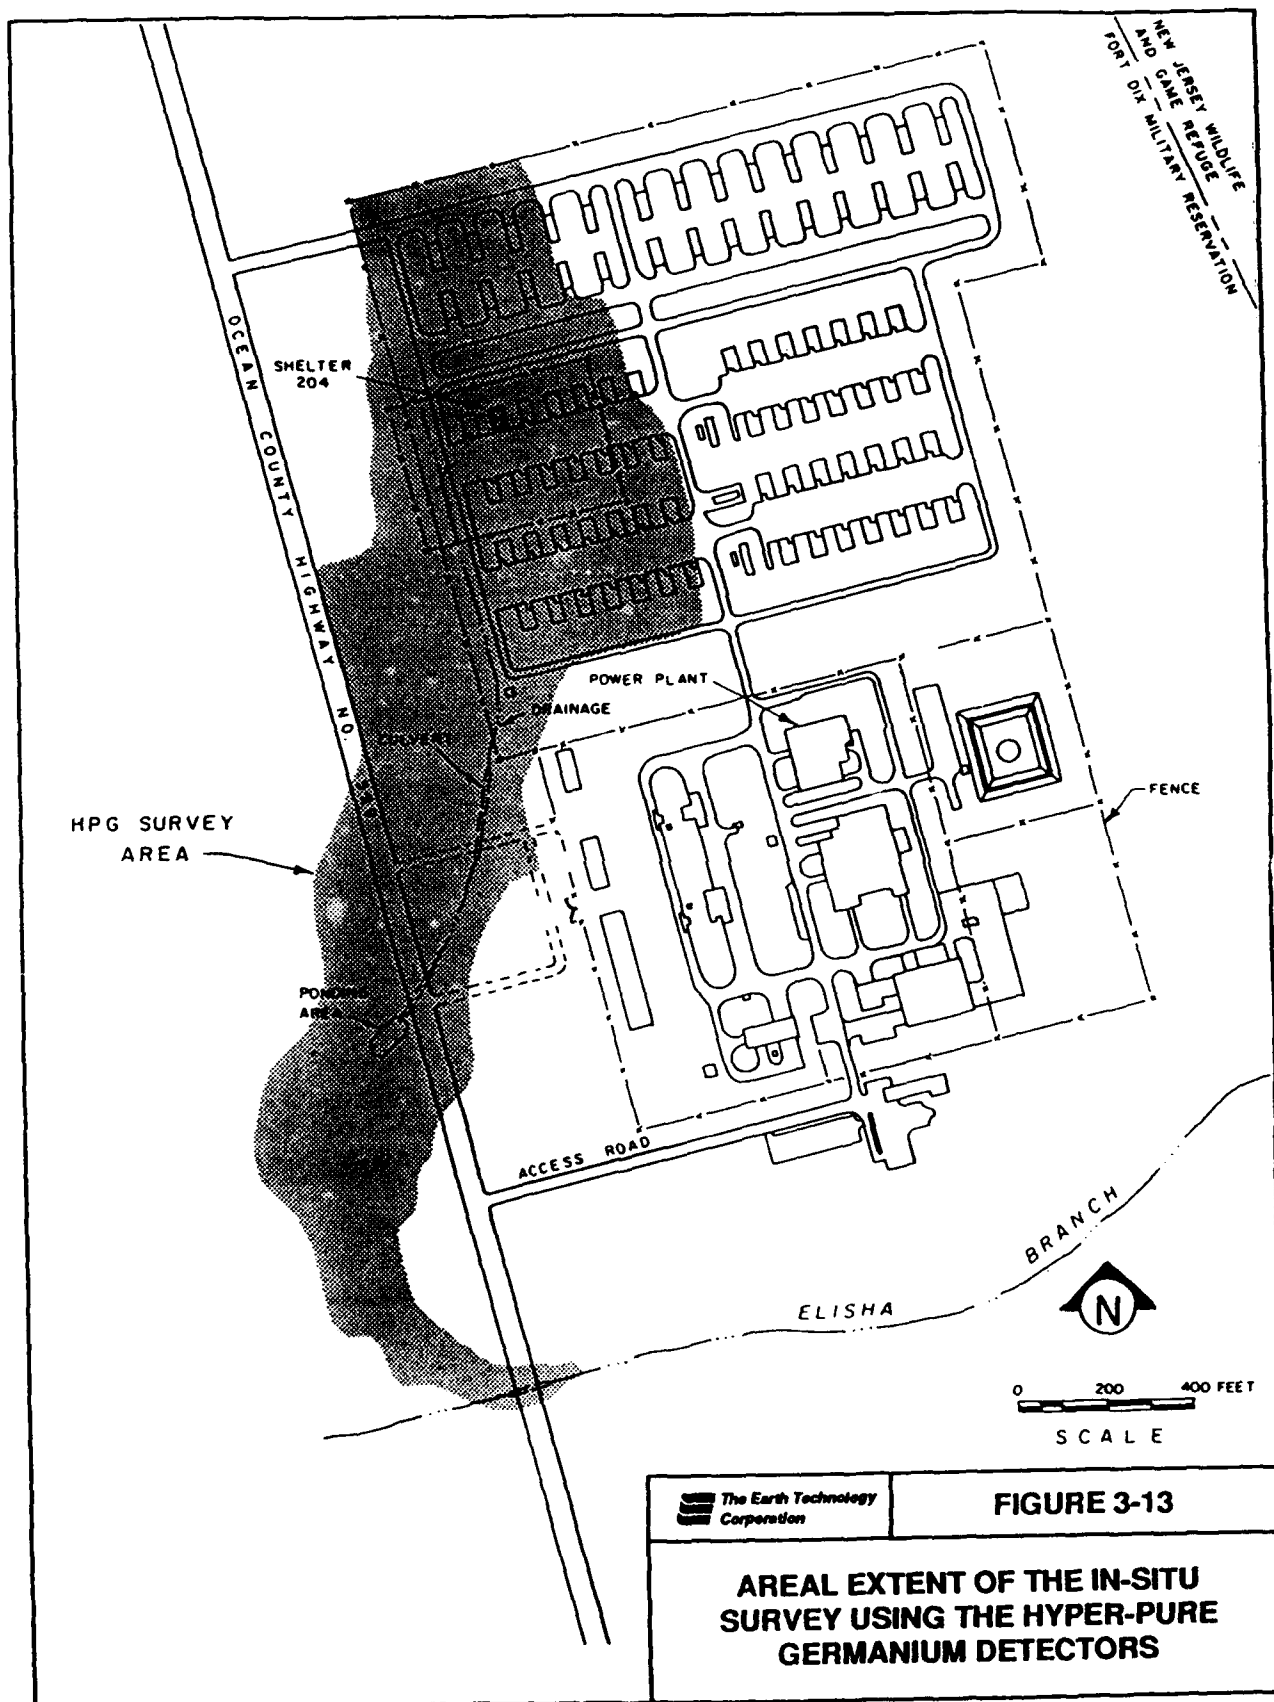 NEW JERSEY WILDLIFE
AND GAME REFUGE
FORT DIX MILITARY RESERVATION
OCEAN COUNTY HIGHWAY NO.
SHELTER
204
POWER PLANT
DRAINAGE
CULVERT
FENCE
HPG SURVEY
AREA
PONDING
AREA
ACCESS ROAD
ELISHA BRANCH
N
0 200 400 FEET
SCALE
The Earth Technology
Corporation
FIGURE 3-13
AREAL EXTENT OF THE IN-SITU
SURVEY USING THE HYPER-PURE
GERMANIUM DETECTORS